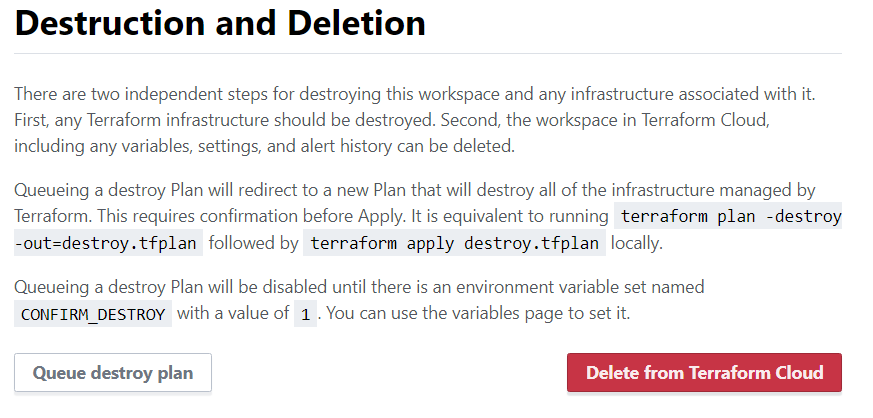 Destruction and Deletion
There are two independent steps for destroying this workspace and any infrastructure associated with it.
First, any Terraform infrastructure should be destroyed. Second, the workspace in Terraform Cloud,
including any variables, settings, and alert history can be deleted.
Queueing a destroy Plan will redirect to a new Plan that will destroy all of the infrastructure managed by
Terraform. This requires confirmation before Apply. It is equivalent to running terraform plan -destroy
-out=destroy.tfplan followed by terraform apply destroy.tfplan locally.
Queueing a destroy Plan will be disabled until there is an environment variable set named
CONFIRM_DESTROY with a value of 1 . You can use the variables page to set it.
Queue destroy plan
Delete from Terraform Cloud